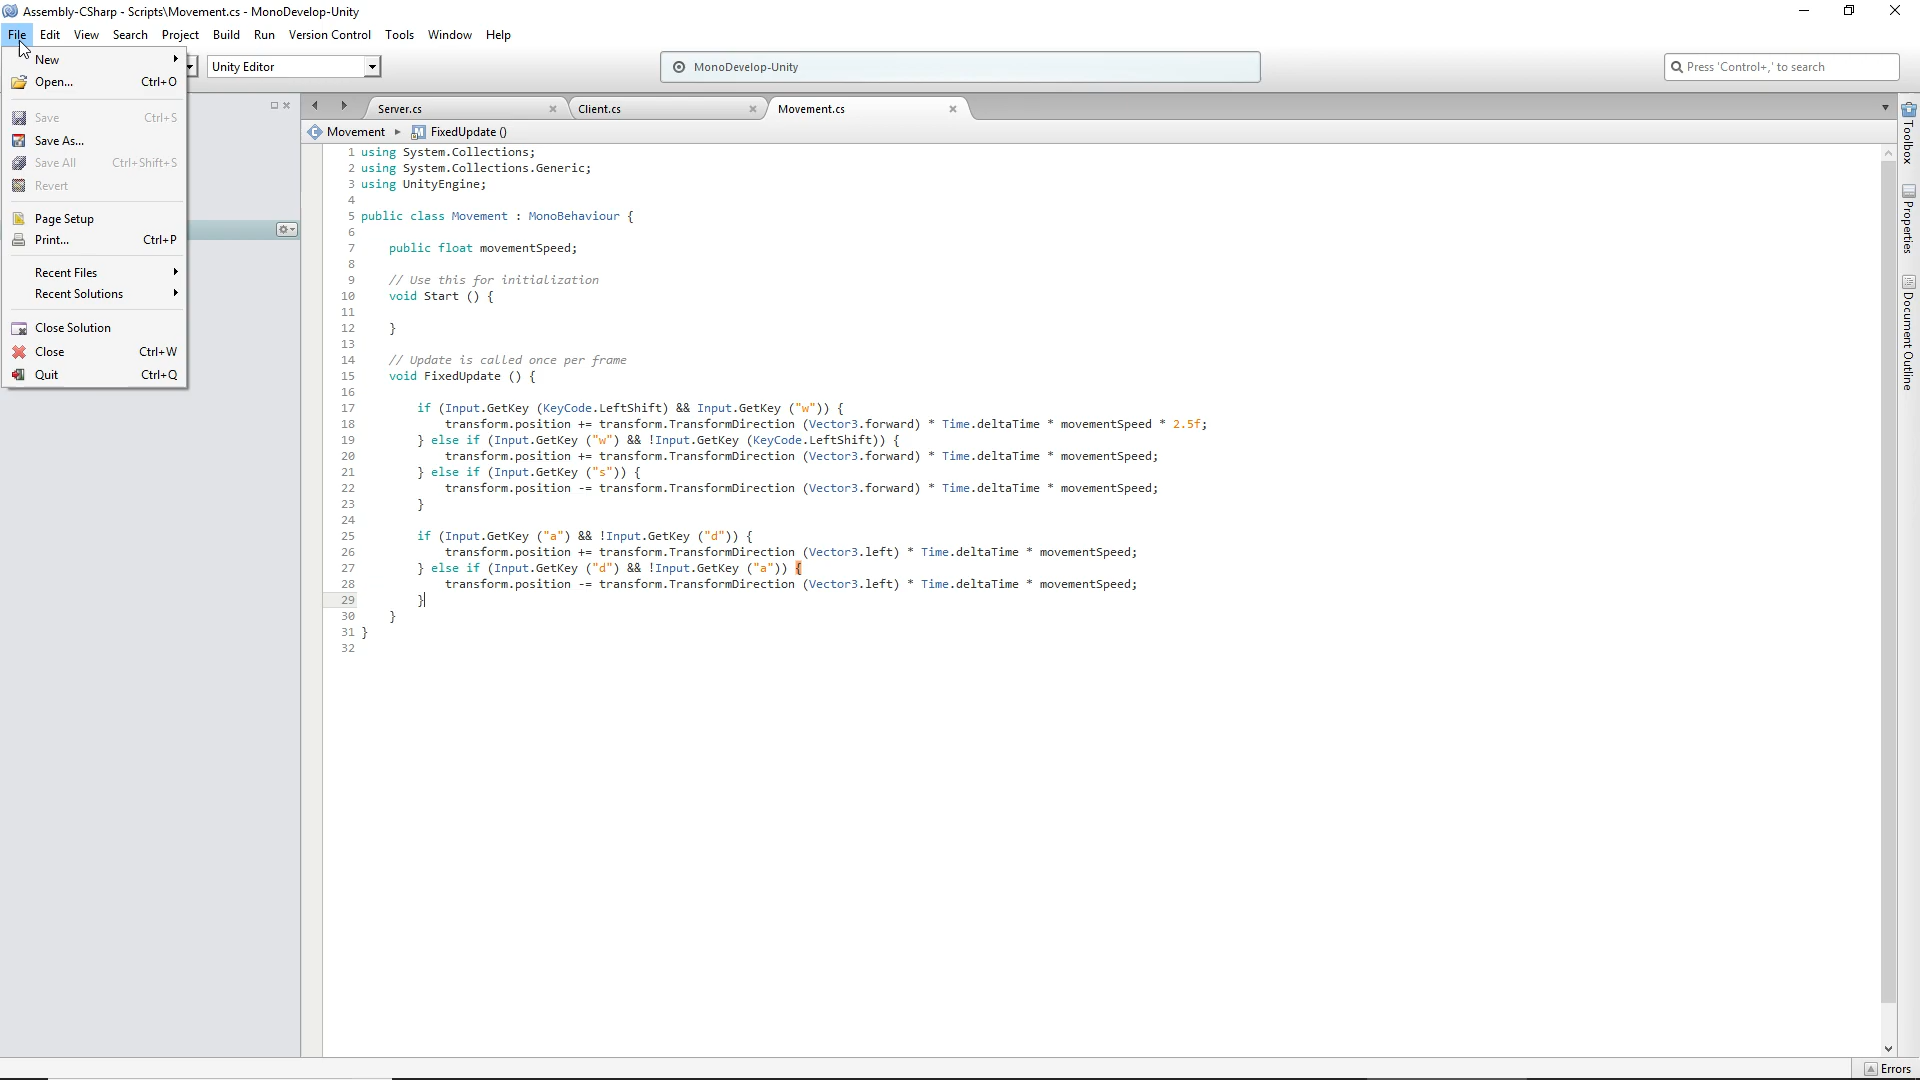 Assembly-CSharp - Scripts\Movement.cs - MonoDevelop-Unity
File Edit View Search Project Build Run Version Control Tools Window Help
New
Open... Ctrl+O
Save Ctrl+S
Save As...
Save All Ctrl+Shift+S
Revert
Page Setup
Print... Ctrl+P
Recent Files
Recent Solutions
Close Solution
Close Ctrl+W
Quit Ctrl+Q
Unity Editor
MonoDevelop-Unity
Press 'Control+,' to search
Server.cs
Client.cs
Movement.cs
Movement FixedUpdate ()
1 using System.Collections;
2 using System.Collections.Generic;
3 using UnityEngine;
4
5 public class Movement : MonoBehaviour {
6
7 public float movementSpeed;
8
9 // Use this for initialization
10 void Start () {
11
12 }
13
14 // Update is called once per frame
15 void FixedUpdate () {
16
17 if (Input.GetKey (KeyCode.LeftShift) && Input.GetKey ("w")) {
18 transform.position += transform.TransformDirection (Vector3.forward) * Time.deltaTime * movementSpeed * 2.5f;
19 } else if (Input.GetKey ("w") && !Input.GetKey (KeyCode.LeftShift)) {
20 transform.position += transform.TransformDirection (Vector3.forward) * Time.deltaTime * movementSpeed;
21 } else if (Input.GetKey ("s")) {
22 transform.position -= transform.TransformDirection (Vector3.forward) * Time.deltaTime * movementSpeed;
23 }
24
25 if (Input.GetKey ("a") && !Input.GetKey ("d")) {
26 transform.position += transform.TransformDirection (Vector3.left) * Time.deltaTime * movementSpeed;
27 } else if (Input.GetKey ("d") && !Input.GetKey ("a")) {
28 transform.position -= transform.TransformDirection (Vector3.left) * Time.deltaTime * movementSpeed;
29 }
30 }
31 }
32
Toolbox
Properties
Document Outline
Errors